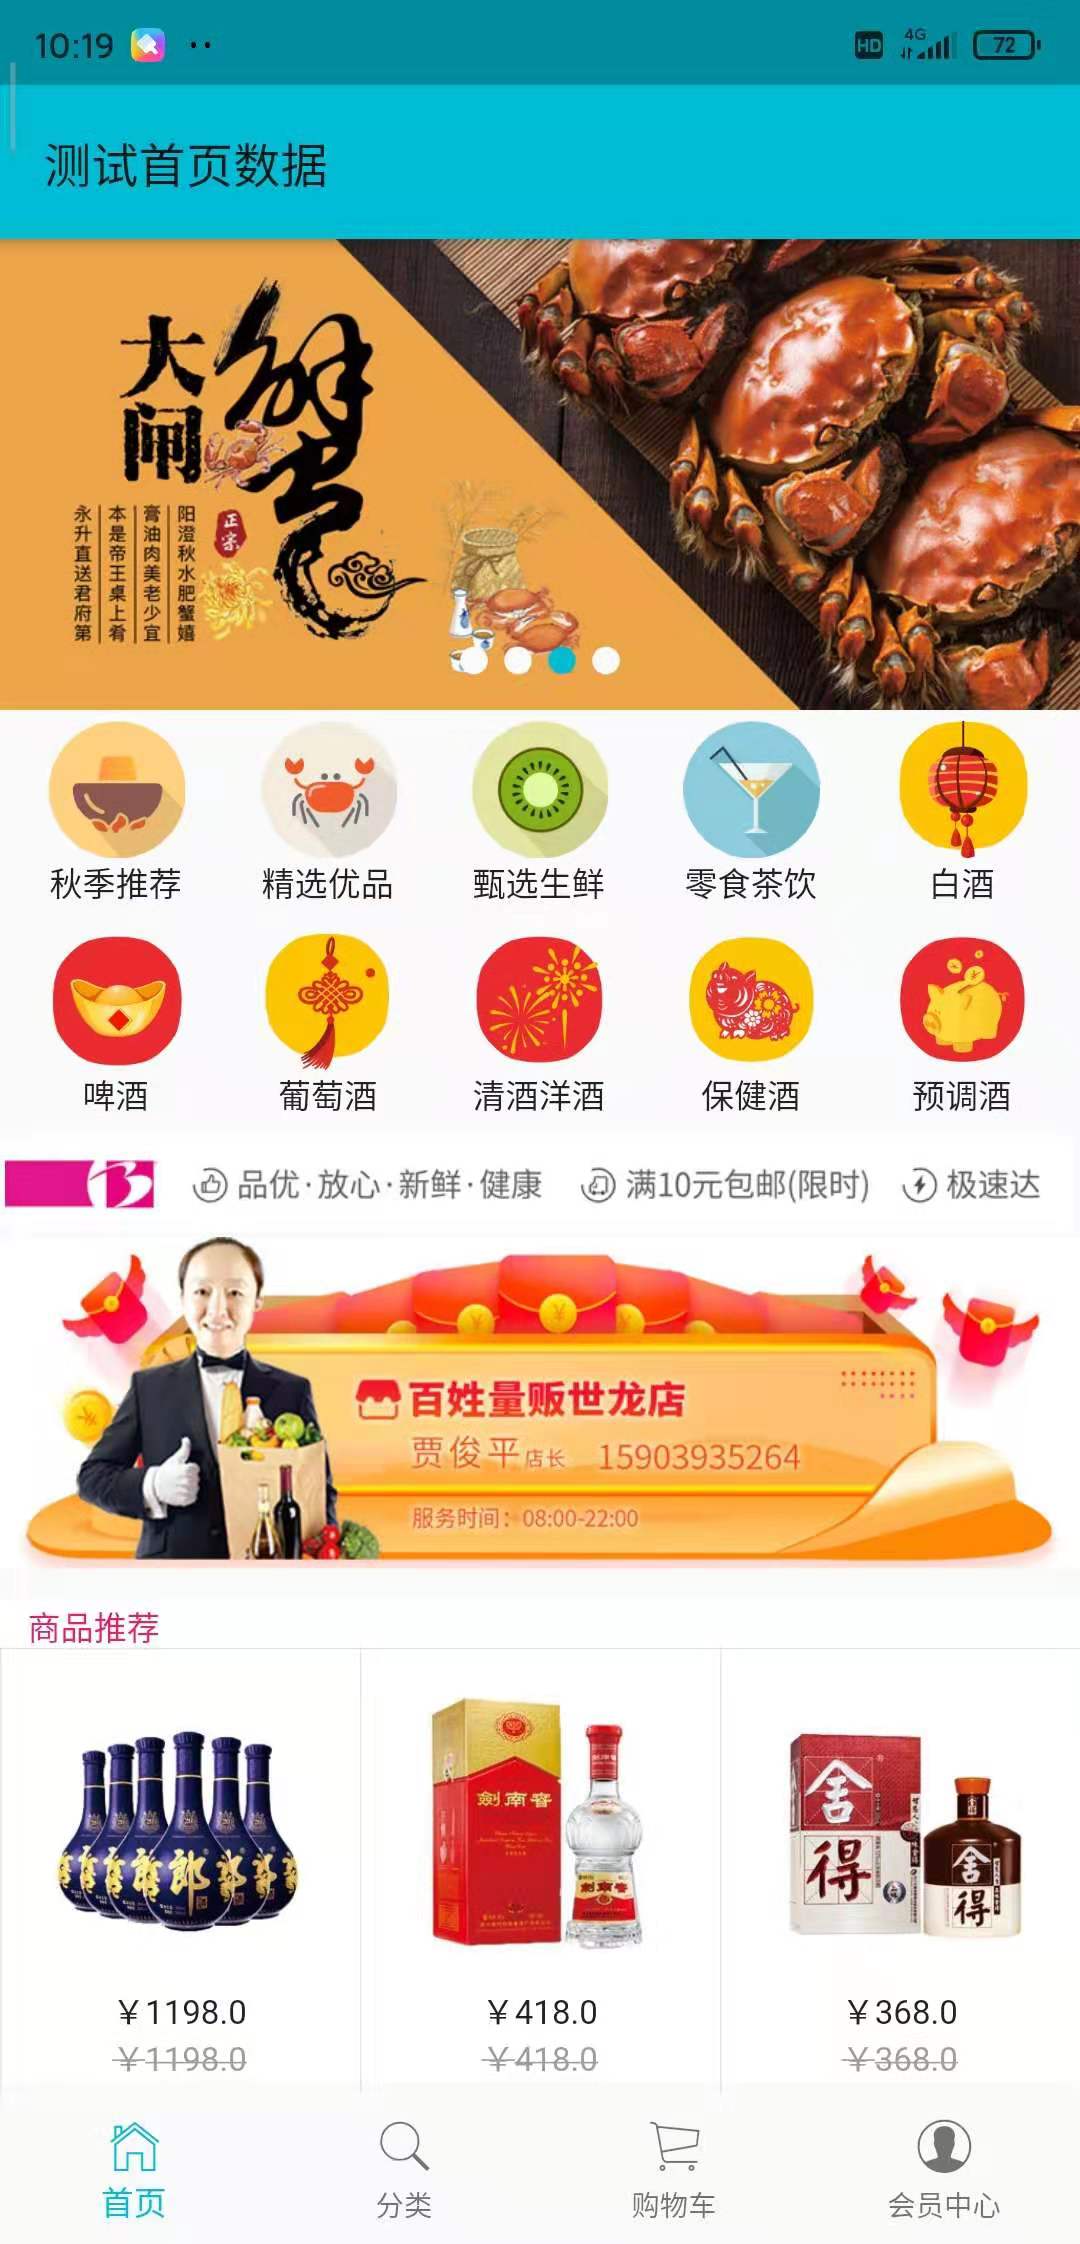 10:19
HD 4G 72
测试首页数据
大闸
蟹
正宗
阳澄秋水肥蟹嬉
膏油肉美老少宜
本是帝王桌上肴
永升直送君府第
秋季推荐 精选优品 甄选生鲜 零食茶饮 白酒
啤酒 葡萄酒 清酒洋酒 保健酒 预调酒
品优·放心·新鲜·健康 满10元包邮(限时) 极速达
百姓量贩世龙店
贾俊平店长 15903935264
服务时间：08:00-22:00
商品推荐
郎
劍南春
劍南春
舍得
舍得
￥1198.0 ￥418.0 ￥368.0
￥1198.0 ￥418.0 ￥368.0
首页 分类 购物车 会员中心